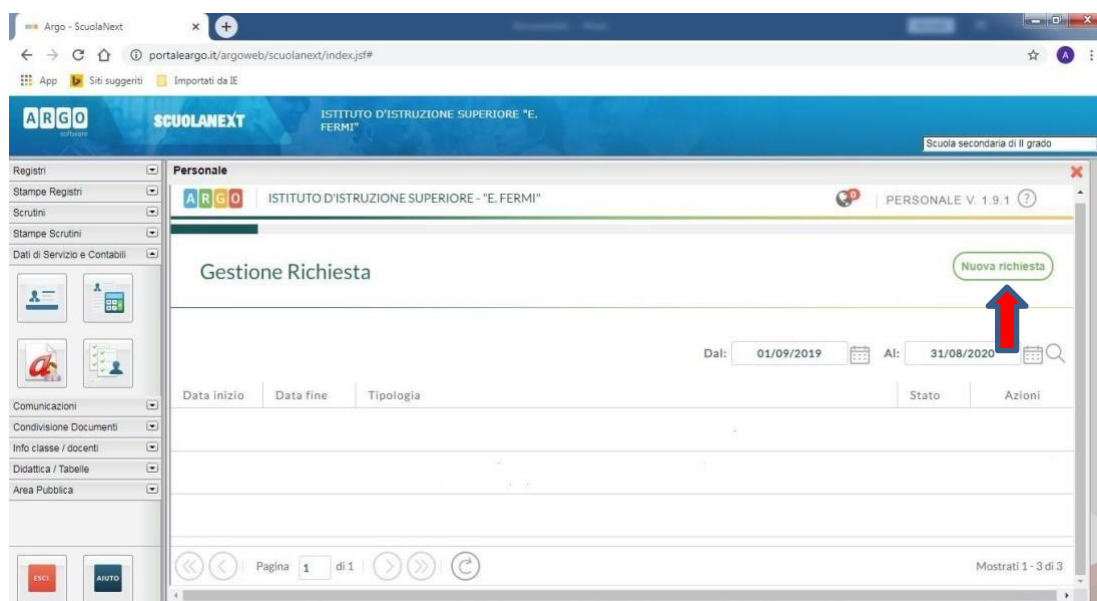 Argo - ScuolaNext
portaleargo.it/argoweb/scuolanext/index.jsf#
A
App Siti suggeriti Importati da IE
ARGO
software
SCUOLANEXT
ISTITUTO D'ISTRUZIONE SUPERIORE "E.
FERMI"
Scuola secondaria di II grado
Registri
Stampe Registri
Scrutini
Stampe Scrutini
Dati di Servizio e Contabili
Comunicazioni
Condivisione Documenti
Info classe / docenti
Didattica / Tabelle
Area Pubblica
ESCI
AIUTO
Personale
ARGO
ISTITUTO D'ISTRUZIONE SUPERIORE - "E. FERMI"
0
PERSONALE V. 1.9.1 ?
Gestione Richiesta
Nuova richiesta
Dal: 01/09/2019 Al: 31/08/2020
Data inizio Data fine Tipologia Stato Azioni
Pagina 1 di 1
Mostrati 1 - 3 di 3